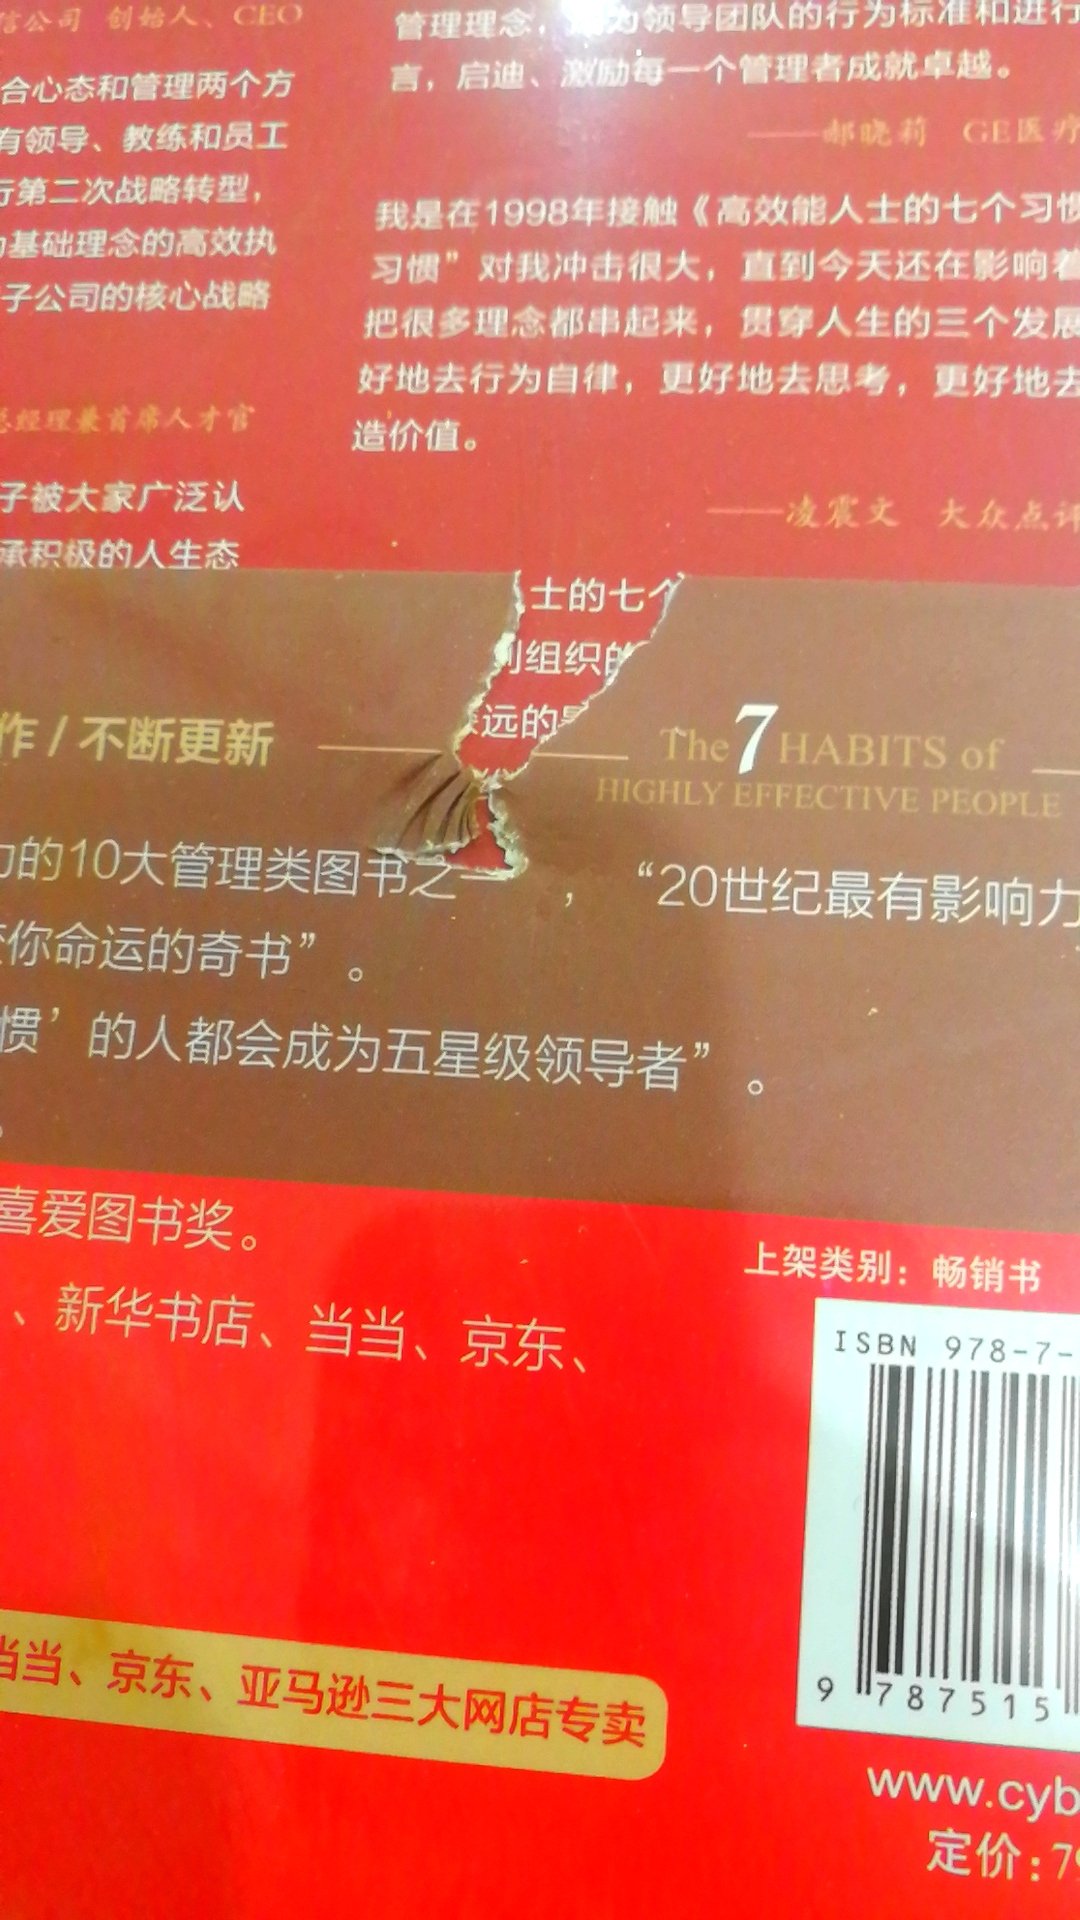 信公司 创始人、CEO
合心态和管理两个方
有领导、教练和员工
行第二次战略转型，
为基础理念的高效执
子公司的核心战略
总经理兼首席人才官
子被大家广泛认
承积极的人生态
管理理念，为领导团队的行为标准和进行
言，启迪、激励每一个管理者成就卓越。
——郝晓莉 GE医疗
我是在1998年接触《高效能人士的七个习惯
习惯”对我冲击很大，直到今天还在影响着
把很多理念都串起来，贯穿人生的三个发展
好地去行为自律，更好地去思考，更好地去
造价值。
——凌震文 大众点评
士的七个
组织的
远的
作 / 不断更新
The 7 HABITS of
HIGHLY EFFECTIVE PEOPLE
的10大管理类图书之一，“20世纪最有影响力
变你命运的奇书”。
惯’的人都会成为五星级领导者”。
喜爱图书奖。
、新华书店、当当、京东、
当当、京东、亚马逊三大网店专卖
上架类别：畅销书
ISBN 978-7-
9 787515
www.cyb
定价：79